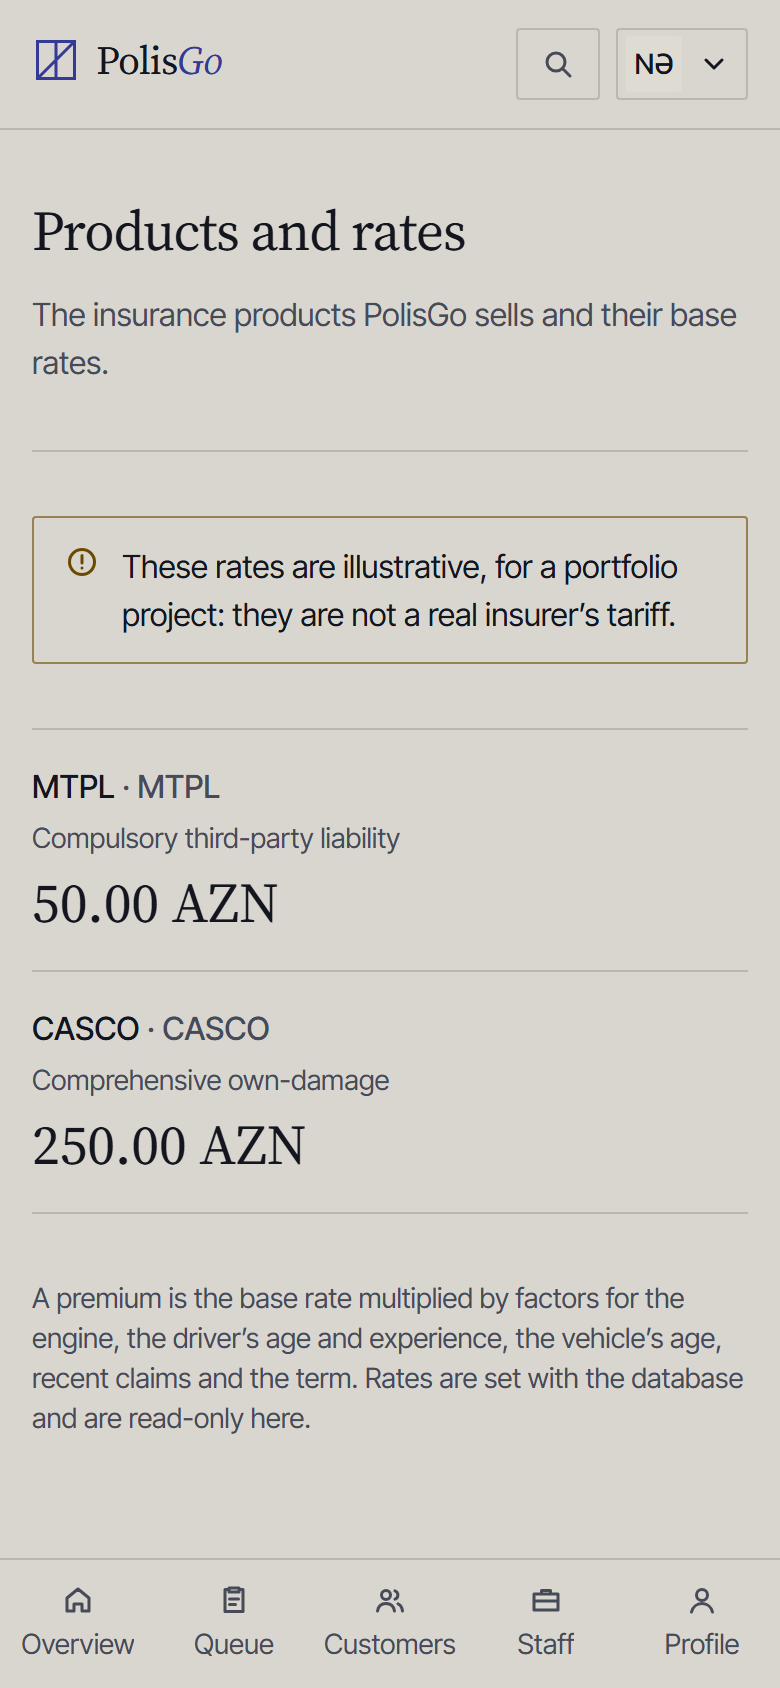 PolisGo
NƏ
Products and rates
The insurance products PolisGo sells and their base
rates.
These rates are illustrative, for a portfolio
project: they are not a real insurer’s tariff.
MTPL · MTPL
Compulsory third-party liability
50.00 AZN
CASCO · CASCO
Comprehensive own-damage
250.00 AZN
A premium is the base rate multiplied by factors for the
engine, the driver’s age and experience, the vehicle’s age,
recent claims and the term. Rates are set with the database
and are read-only here.
Overview
Queue
Customers
Staff
Profile